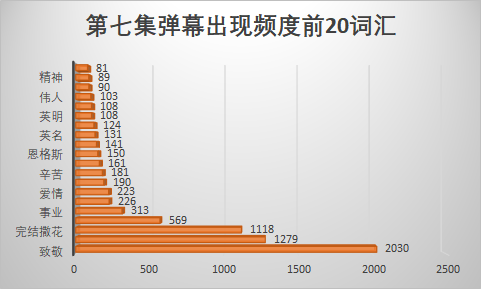 第七集弹幕出现频度前20词汇
81
精神 89
90
伟人 103
108
英明 108
124
英名 131
141
恩格斯 150
161
辛苦 181
190
爱情 223
226
事业 313
569
完结撒花 1118
1279
致敬 2030
0 500 1000 1500 2000 2500